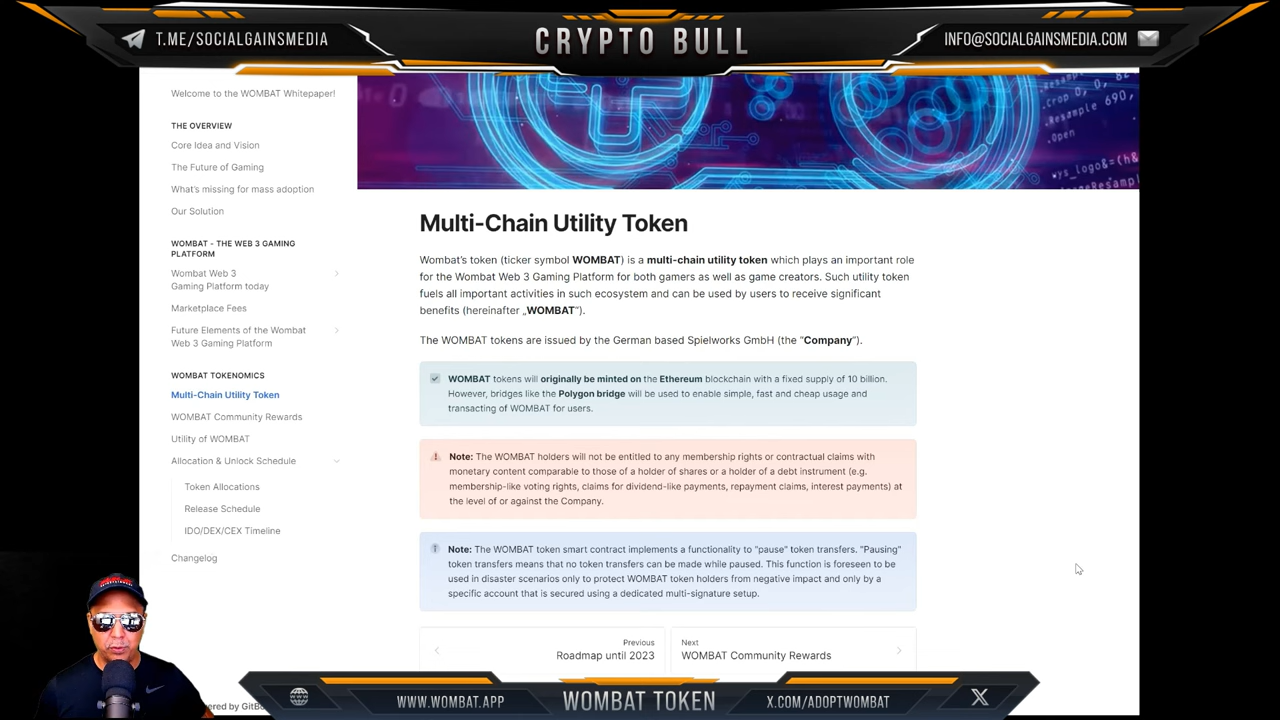 T.ME/SOCIALGAINSMEDIA
CRYPTO BULL
INFO@SOCIALGAINSMEDIA.COM
Welcome to the WOMBAT Whitepaper!
THE OVERVIEW
Core Idea and Vision
The Future of Gaming
What's missing for mass adoption
Our Solution
WOMBAT - THE WEB 3 GAMING
PLATFORM
Wombat Web 3
Gaming Platform today
Marketplace Fees
Future Elements of the Wombat
Web 3 Gaming Platform
WOMBAT TOKENOMICS
Multi-Chain Utility Token
WOMBAT Community Rewards
Utility of WOMBAT
Allocation & Unlock Schedule
Token Allocations
Release Schedule
IDO/DEX/CEX Timeline
Changelog
Resample 690,
.Open
Multi-Chain Utility Token
Wombat's token (ticker symbol WOMBAT) is a multi-chain utility token which plays an important role
for the Wombat Web 3 Gaming Platform for both gamers as well as game creators. Such utility token
fuels all important activities in such ecosystem and can be used by users to receive significant
benefits (hereinafter „WOMBAT").
The WOMBAT tokens are issued by the German based Spielworks GmbH (the "Company").
WOMBAT tokens will originally be minted on the Ethereum blockchain with a fixed supply of 10 billion.
However, bridges like the Polygon bridge will be used to enable simple, fast and cheap usage and
transacting of WOMBAT for users.
Note: The WOMBAT holders will not be entitled to any membership rights or contractual claims with
monetary content comparable to those of a holder of shares or a holder of a debt instrument (e.g.
membership-like voting rights, claims for dividend-like payments, repayment claims, interest payments) at
the level of or against the Company.
Note: The WOMBAT token smart contract implements a functionality to "pause" token transfers. "Pausing"
token transfers means that no token transfers can be made while paused. This function is foreseen to be
used in disaster scenarios only to protect WOMBAT token holders from negative impact and only by a
specific account that is secured using a dedicated multi-signature setup.
Previous
Roadmap until 2023
Next
WOMBAT Community Rewards
WWW.WOMBAT.APP
WOMBAT TOKEN
X.COM/ADOPTWOMBAT